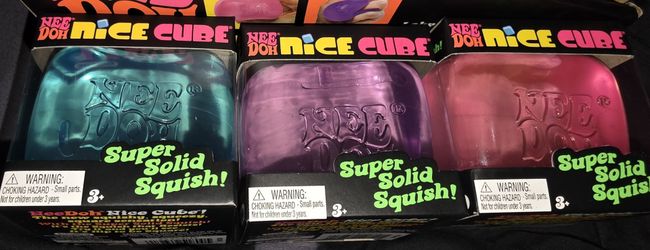 NEE DOH NICE CUBE
NEE DOH NICE CUBE
NEE DOH NICE CUBE
NEE DOH
NEE DOH
NEE DOH
Super Solid Squish!
Super Solid Squish!
Super Solid Squish!
WARNING:
CHOKING HAZARD - Small parts.
Not for children under 3 years.
3+
WARNING:
CHOKING HAZARD - Small parts.
Not for children under 3 years.
3+
WARNING:
CHOKING HAZARD - Small parts.
Not for children under 3 years.
3+
NeeDoh Nice Cube!